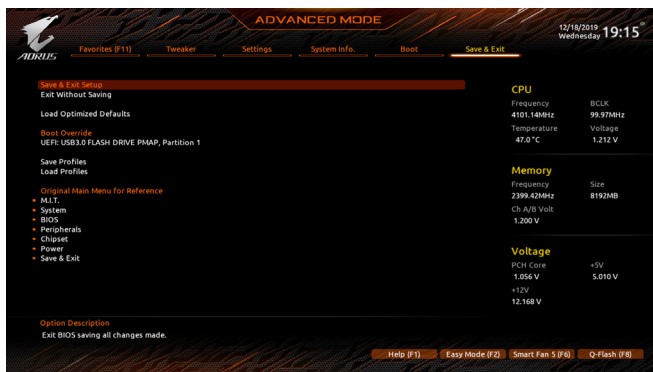 ADVANCED MODE
12/18/2019
Wednesday 19:15
AORUS
Favorites (F11) Tweaker Settings System Info. Boot Save & Exit
Save & Exit Setup
Exit Without Saving
Load Optimized Defaults
Boot Override
UEFI: USB3.0 FLASH DRIVE PMAP, Partition 1
Save Profiles
Load Profiles
Original Main Menu for Reference
M.I.T.
System
BIOS
Peripherals
Chipset
Power
Save & Exit
CPU
Frequency BCLK
4101.14MHz 99.97MHz
Temperature Voltage
47.0 °C 1.212 V
Memory
Frequency Size
2399.42MHz 8192MB
Ch A/B Volt
1.200 V
Voltage
PCH Core +5V
1.056 V 5.010 V
+12V
12.168 V
Option Description
Exit BIOS saving all changes made.
Help (F1) Easy Mode (F2) Smart Fan 5 (F6) Q-Flash (F8)